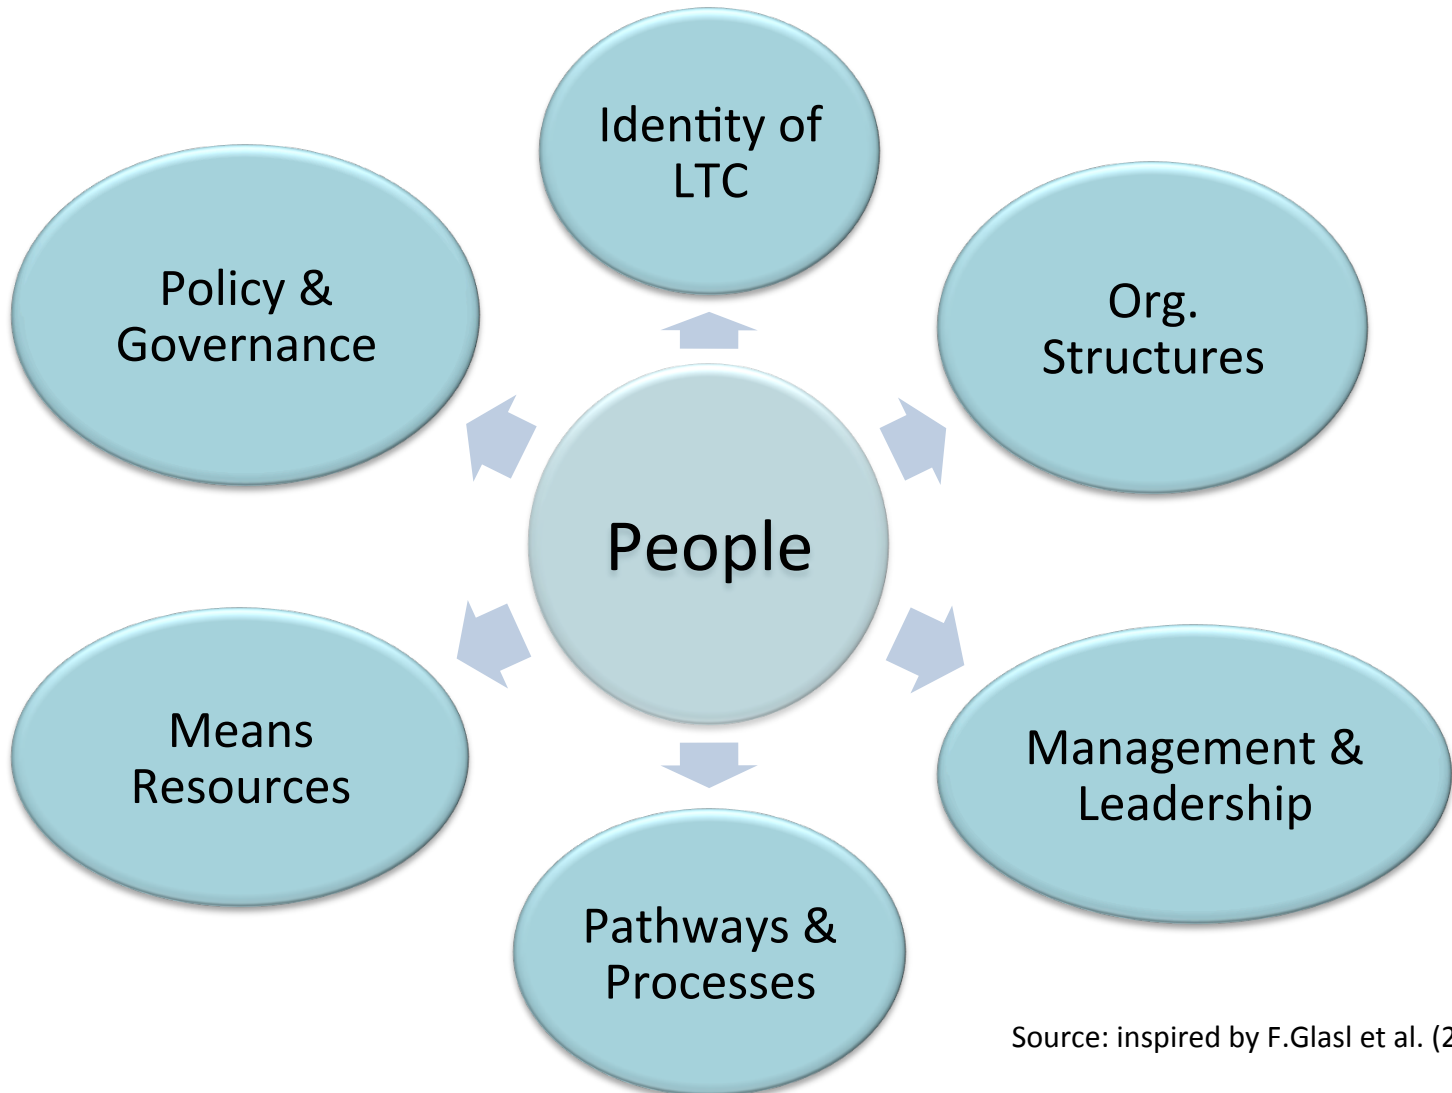 Identity of
LTC
Policy &
Governance
Org.
Structures
People
Means
Resources
Management &
Leadership
Pathways &
Processes
Source: inspired by F.Glasl et al. (2